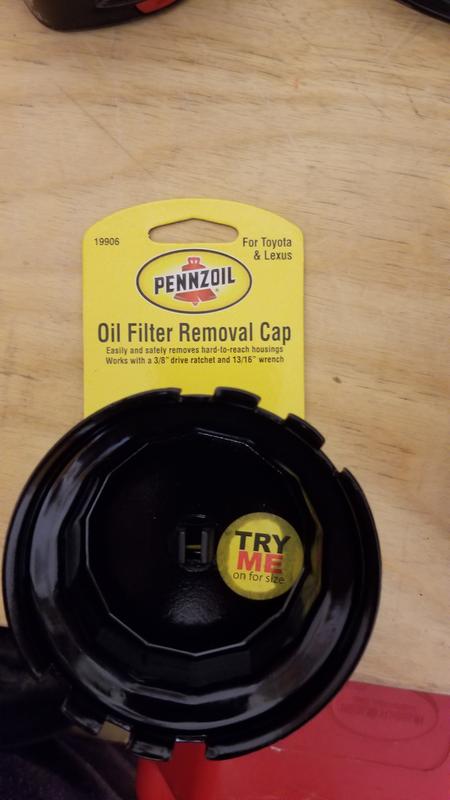 19906
For Toyota
& Lexus
PENNZOIL
Oil Filter Removal Cap
Easily and safely removes hard-to-reach housings
Works with a 3/8" drive ratchet and 13/16" wrench
TRY
ME
on for size